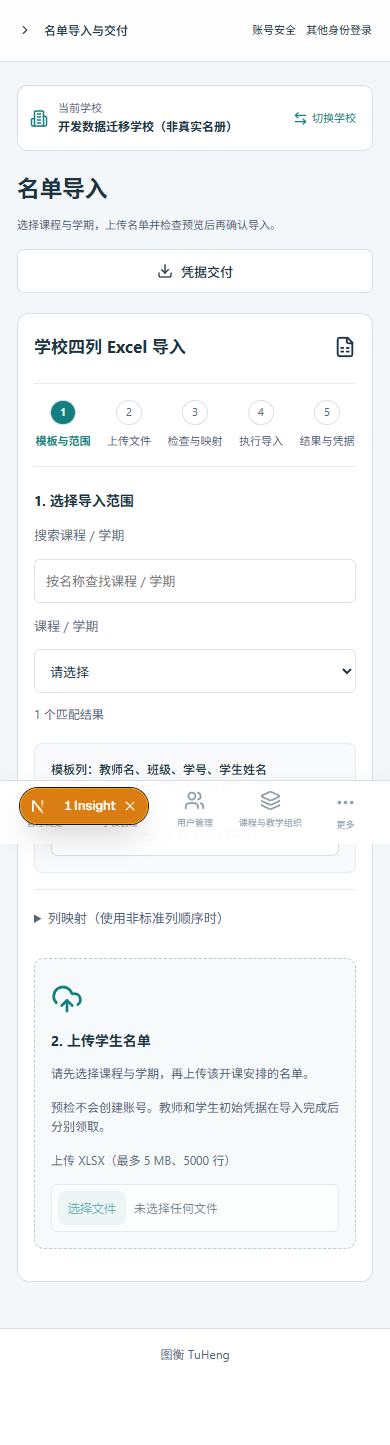 名单导入与交付
账号安全 其他身份登录
当前学校
开发数据迁移学校（非真实名册）
切换学校
名单导入
选择课程与学期，上传名单并检查预览后再确认导入。
凭据交付
学校四列 Excel 导入
1 2 3 4 5
模板与范围 上传文件 检查与映射 执行导入 结果与凭据
1. 选择导入范围
搜索课程 / 学期
按名称查找课程 / 学期
课程 / 学期
请选择
1 个匹配结果
模板列：教师名、班级、学号、学生姓名
N 1 Insight
用户管理 课程与教学组织 更多
列映射（使用非标准列顺序时）
2. 上传学生名单
请先选择课程与学期，再上传该开课安排的名单。
预检不会创建账号。教师和学生初始凭据在导入完成后
分别领取。
上传 XLSX（最多 5 MB、5000 行）
选择文件 未选择任何文件
图衡 TuHeng